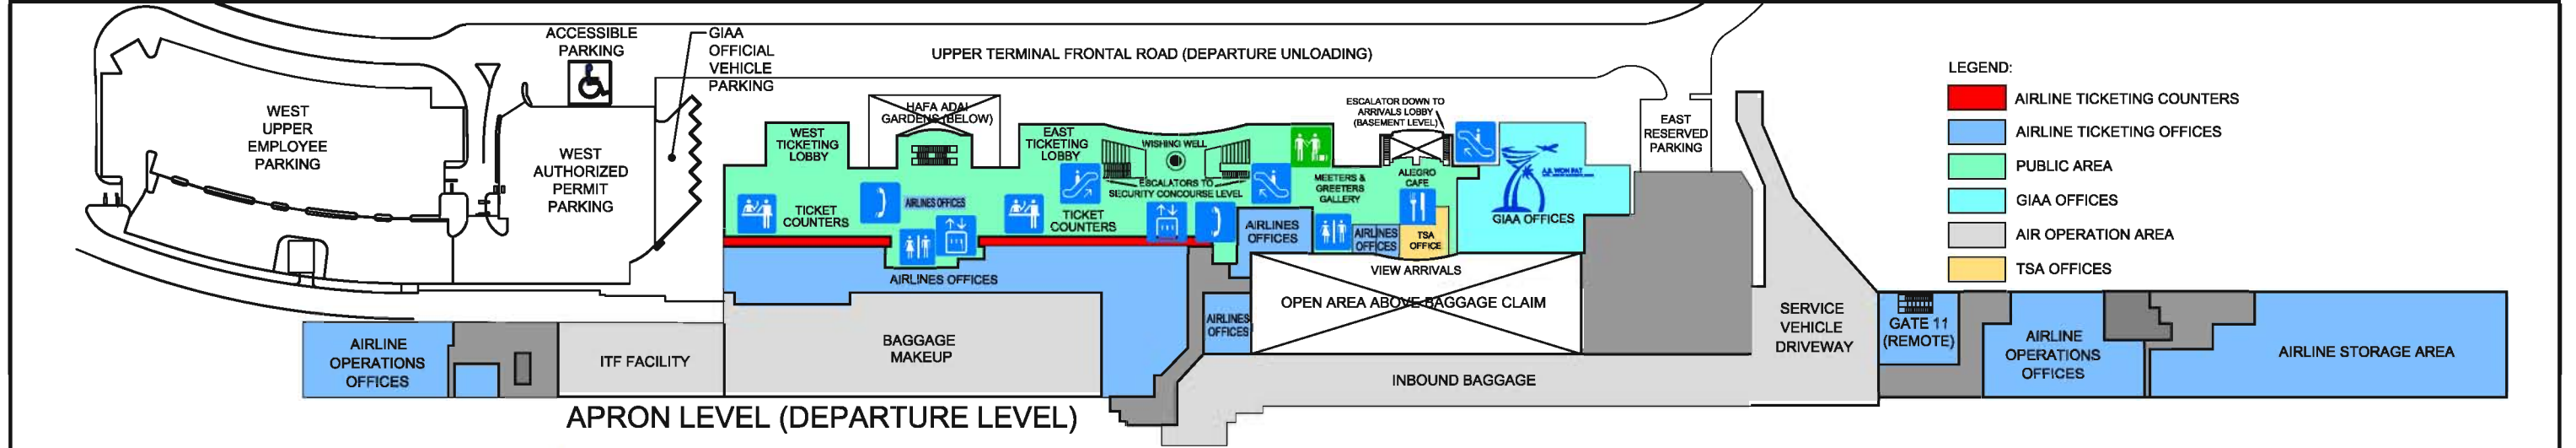 ACCESSIBLE
PARKING
GIAA
OFFICIAL
VEHICLE
PARKING
UPPER TERMINAL FRONTAL ROAD (DEPARTURE UNLOADING)
WEST
UPPER
EMPLOYEE
PARKING
WEST
AUTHORIZED
PERMIT
PARKING
HAFA ADAI
GARDENS (BELOW)
WEST
TICKETING
LOBBY
EAST
TICKETING
LOBBY
WISHING WELL
ESCALATORS TO
SECURITY CONCOURSE LEVEL
ESCALATOR DOWN TO
ARRIVALS LOBBY
(BASEMENT LEVEL)
MEETERS &
GREETERS
GALLERY
ALEGRO
CAFE
EAST
RESERVED
PARKING
TICKET
COUNTERS
AIRLINES OFFICES
TICKET
COUNTERS
AIRLINES
OFFICES
AIRLINES
OFFICES
TSA
OFFICE
A.B. WON PAT
GIAA OFFICES
AIRLINES OFFICES
VIEW ARRIVALS
OPEN AREA ABOVE BAGGAGE CLAIM
AIRLINES
OFFICES
AIRLINE
OPERATIONS
OFFICES
ITF FACILITY
BAGGAGE
MAKEUP
INBOUND BAGGAGE
SERVICE
VEHICLE
DRIVEWAY
GATE 11
(REMOTE)
AIRLINE
OPERATIONS
OFFICES
AIRLINE STORAGE AREA
LEGEND:
AIRLINE TICKETING COUNTERS
AIRLINE TICKETING OFFICES
PUBLIC AREA
GIAA OFFICES
AIR OPERATION AREA
TSA OFFICES
APRON LEVEL (DEPARTURE LEVEL)